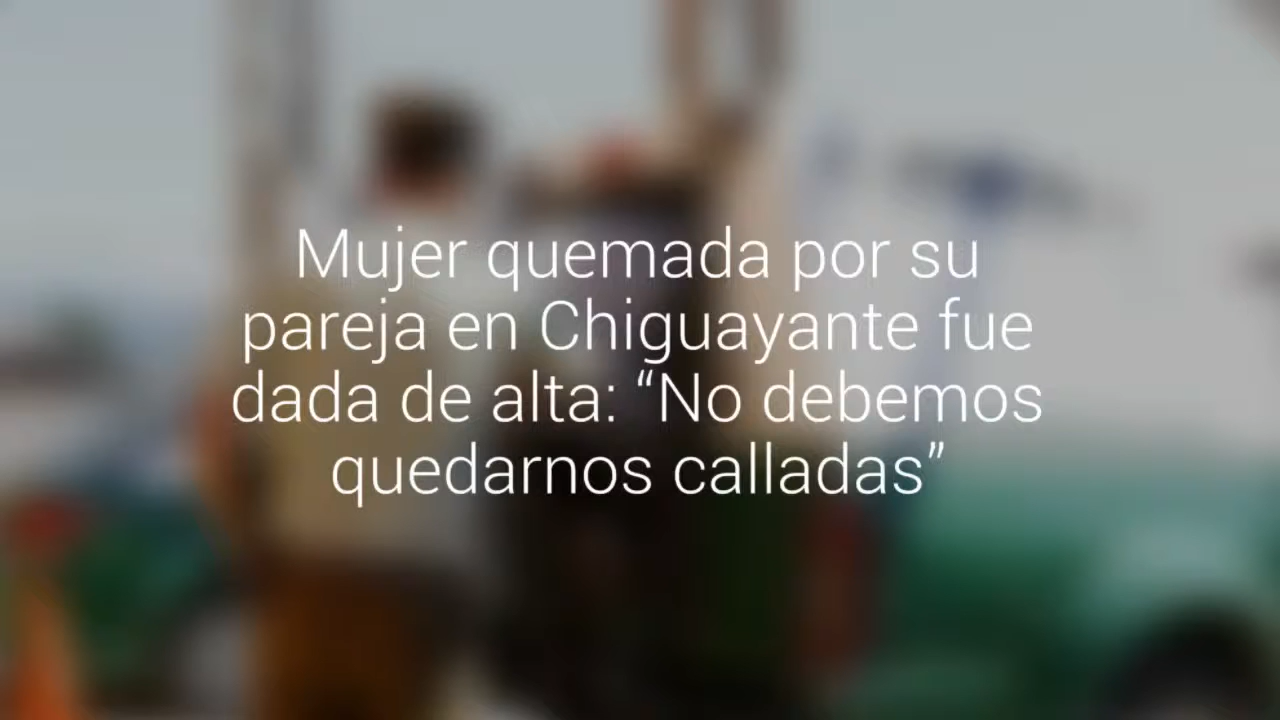 Mujer quemada por su
pareja en Chiguayante fue
dada de alta: “No debemos
quedarnos calladas”